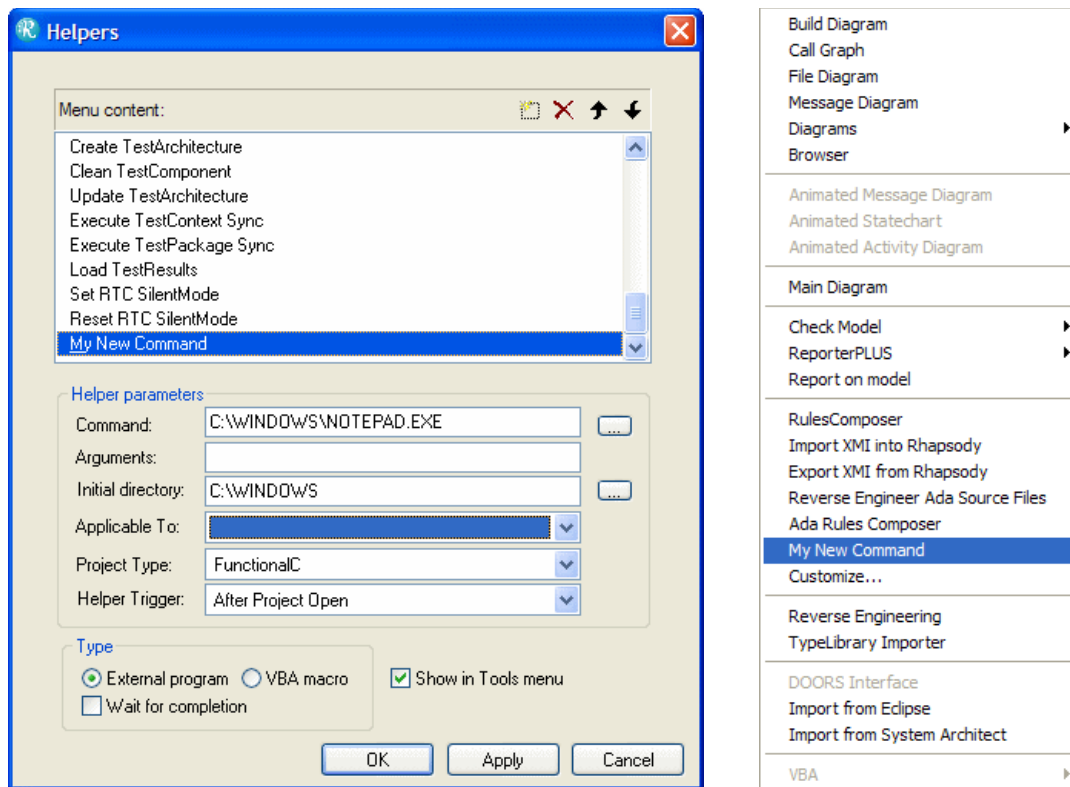 Helpers
Menu content:
Create TestArchitecture
Clean TestComponent
Update TestArchitecture
Execute TestContext Sync
Execute TestPackage Sync
Load TestResults
Set RTC SilentMode
Reset RTC SilentMode
My New Command
Helper parameters
Command: C:\WINDOWS\NOTEPAD.EXE ...
Arguments:
Initial directory: C:\WINDOWS ...
Applicable To:
Project Type: FunctionalC
Helper Trigger: After Project Open
Type
External program VBA macro Show in Tools menu
Wait for completion
OK Apply Cancel
Build Diagram
Call Graph
File Diagram
Message Diagram
Diagrams
Browser
Animated Message Diagram
Animated Statechart
Animated Activity Diagram
Main Diagram
Check Model
ReporterPLUS
Report on model
RulesComposer
Import XMI into Rhapsody
Export XMI from Rhapsody
Reverse Engineer Ada Source Files
Ada Rules Composer
My New Command
Customize...
Reverse Engineering
TypeLibrary Importer
DOORS Interface
Import from Eclipse
Import from System Architect
VBA